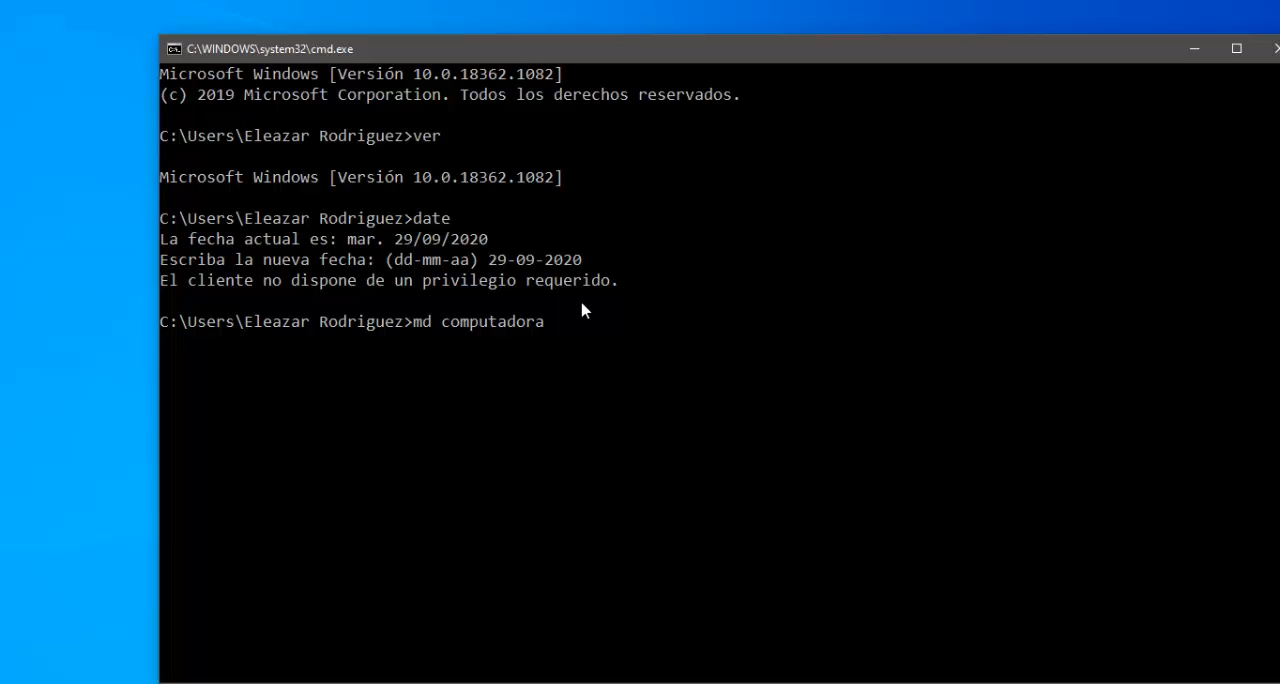 C:\WINDOWS\system32\cmd.exe
Microsoft Windows [Versión 10.0.18362.1082]
(c) 2019 Microsoft Corporation. Todos los derechos reservados.
C:\Users\Eleazar Rodriguez>ver
Microsoft Windows [Versión 10.0.18362.1082]
C:\Users\Eleazar Rodriguez>date
La fecha actual es: mar. 29/09/2020
Escriba la nueva fecha: (dd-mm-aa) 29-09-2020
El cliente no dispone de un privilegio requerido.
C:\Users\Eleazar Rodriguez>md computadora